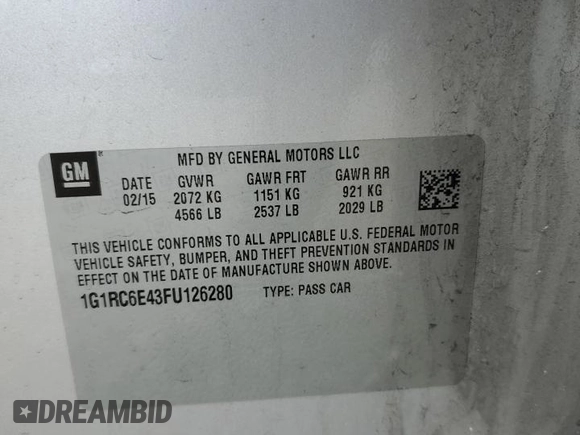 GM
MFD BY GENERAL MOTORS LLC
DATE GVWR GAWR FRT GAWR RR
02/15 2072 KG 1151 KG 921 KG
4566 LB 2537 LB 2029 LB
THIS VEHICLE CONFORMS TO ALL APPLICABLE U.S. FEDERAL MOTOR
VEHICLE SAFETY, BUMPER, AND THEFT PREVENTION STANDARDS IN
EFFECT ON THE DATE OF MANUFACTURE SHOWN ABOVE.
1G1RC6E43FU126280 TYPE: PASS CAR
DREAMBID